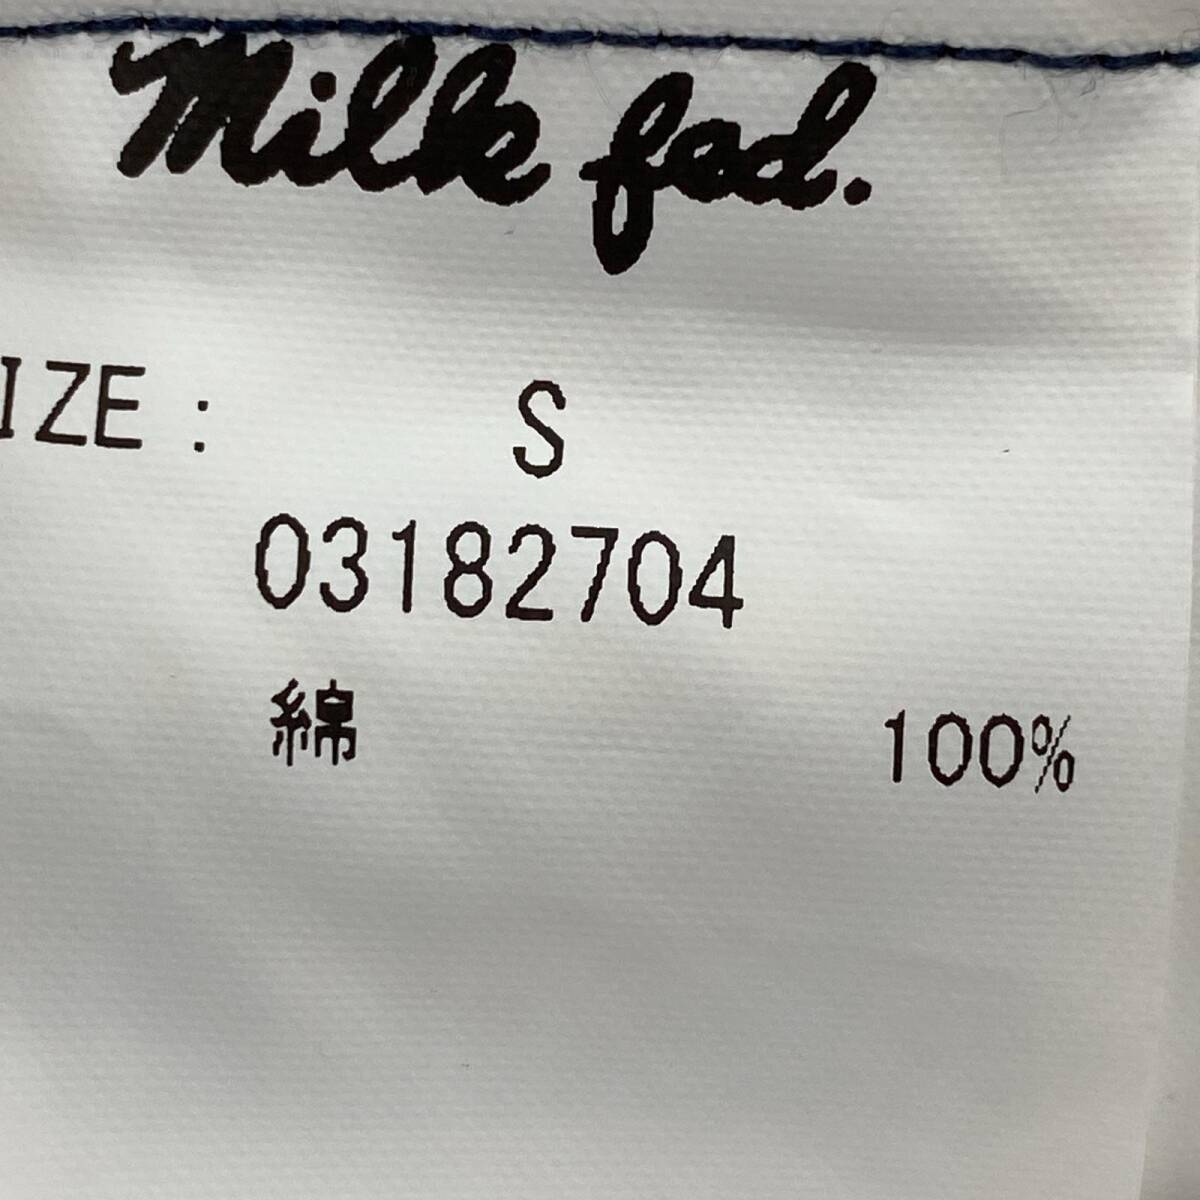 Milk fed.
IZE : S
03182704
綿 100%